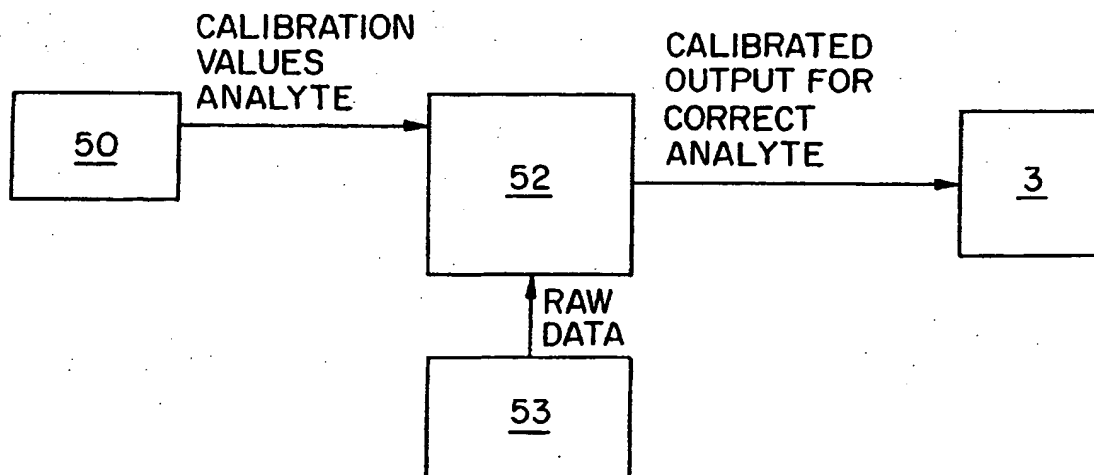 CALIBRATION
VALUES
ANALYTE
50
52
CALIBRATED
OUTPUT FOR
CORRECT
ANALYTE
3
RAW
DATA
53